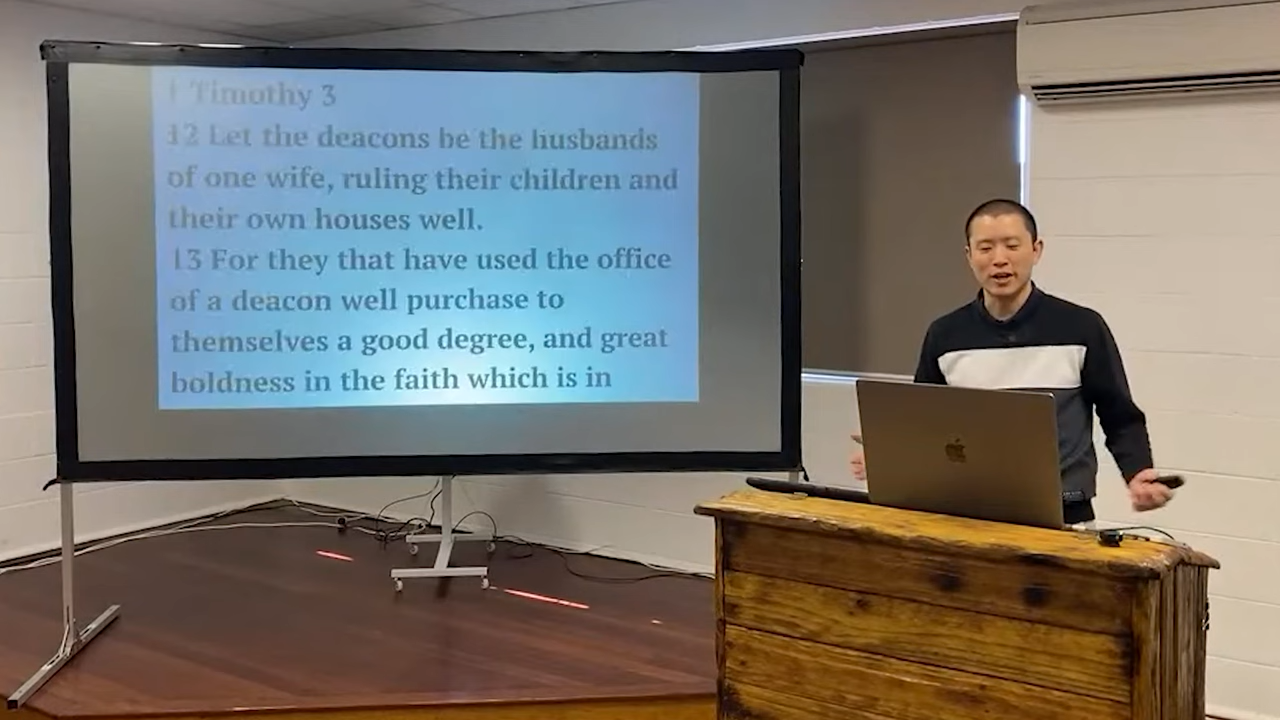 1 Timothy 3
12 Let the deacons be the husbands
of one wife, ruling their children and
their own houses well.
13 For they that have used the office
of a deacon well purchase to
themselves a good degree, and great
boldness in the faith which is in